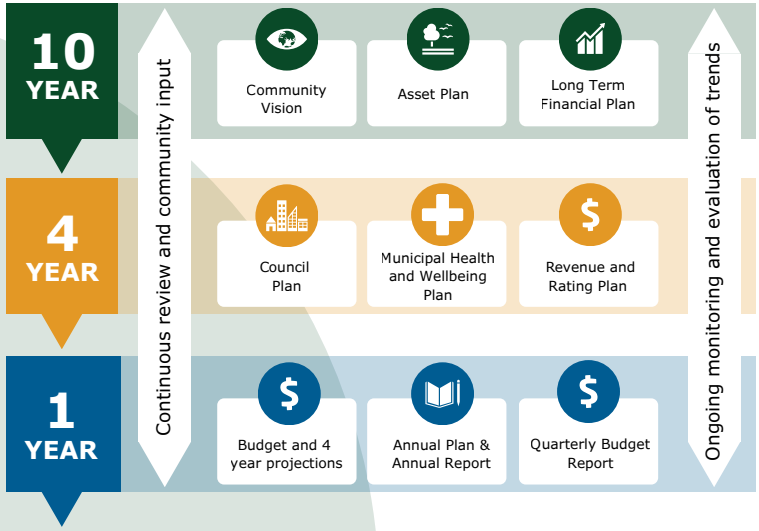 10
YEAR
Continuous review and community input
Community
Vision
Asset Plan
Long Term
Financial Plan
Ongoing monitoring and evaluation of trends
4
YEAR
Council
Plan
Municipal Health
and Wellbeing
Plan
$
Revenue and
Rating Plan
1
YEAR
$
Budget and 4
year projections
Annual Plan &
Annual Report
$
Quarterly Budget
Report